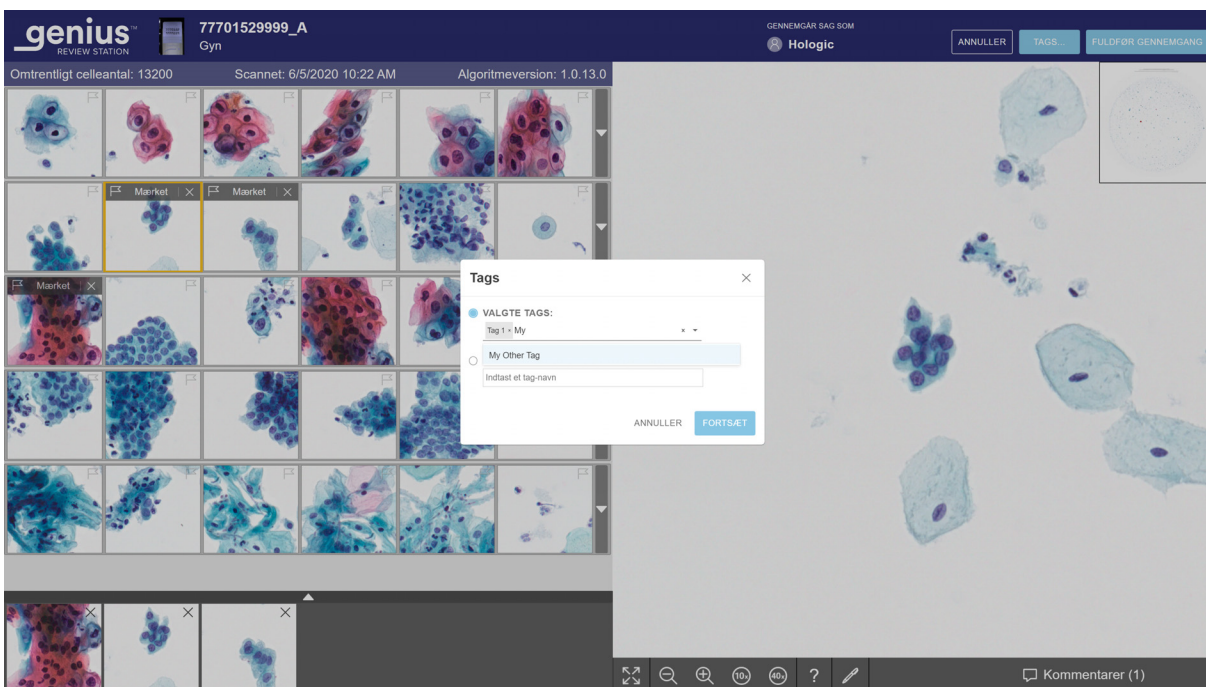 genius™
REVIEW STATION
77701529999_A
Gyn
GENNEMGÅR SAG SOM
Hologic
ANNULLER
TAGS...
FULDFØR GENNEMGANG
Omtrentligt celleantal: 13200
Scannet: 6/5/2020 10:22 AM
Algoritmeversion: 1.0.13.0
Mærket
Mærket
Mærket
Tags
VALGTE TAGS:
Tag 1 × My
My Other Tag
Indtast et tag-navn
ANNULLER
FORTSÆT
10x
40x
?
Kommentarer (1)